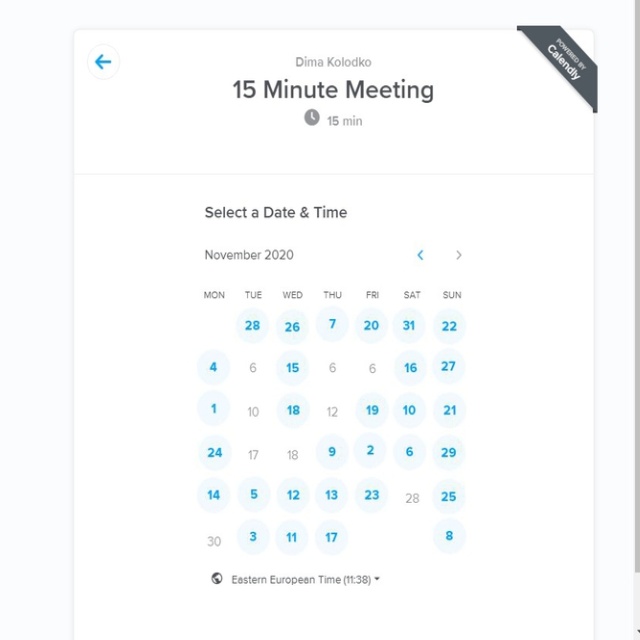 POWERED BY
Calendly
Dima Kolodko
15 Minute Meeting
15 min
Select a Date & Time
November 2020
MON TUE WED THU FRI SAT SUN
28 26 7 20 31 22
4 6 15 6 6 16 27
1 10 18 12 19 10 21
24 17 18 9 2 6 29
14 5 12 13 23 28 25
30 3 11 17 8
Eastern European Time (11:38)